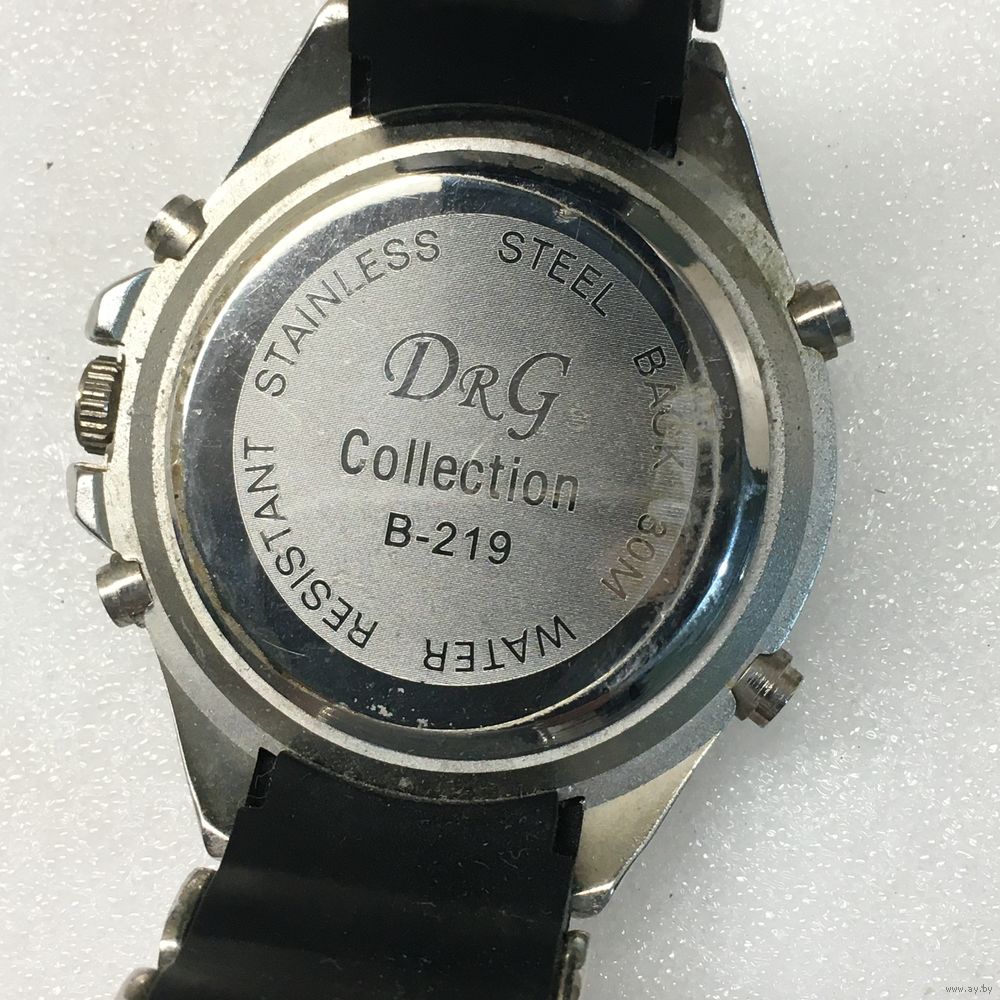 STAINLESS STEEL BACK 30M WATER RESISTANT
DRG
Collection
B-219
www.ay.by